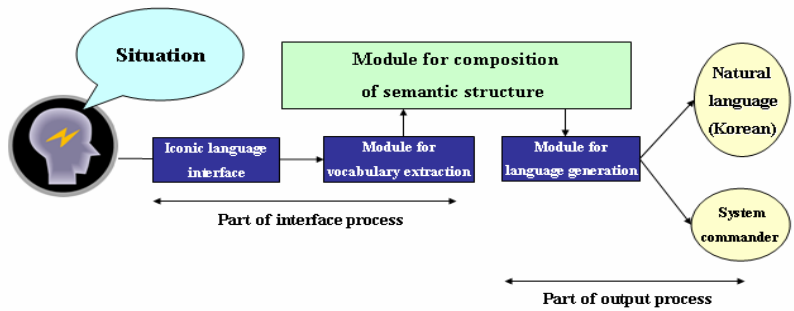 Situation
Module for composition
of semantic structure
Natural
language
(Korean)
Iconic language
interface
Module for
vocabulary extraction
Module for
language generation
System
commander
Part of interface process
Part of output process